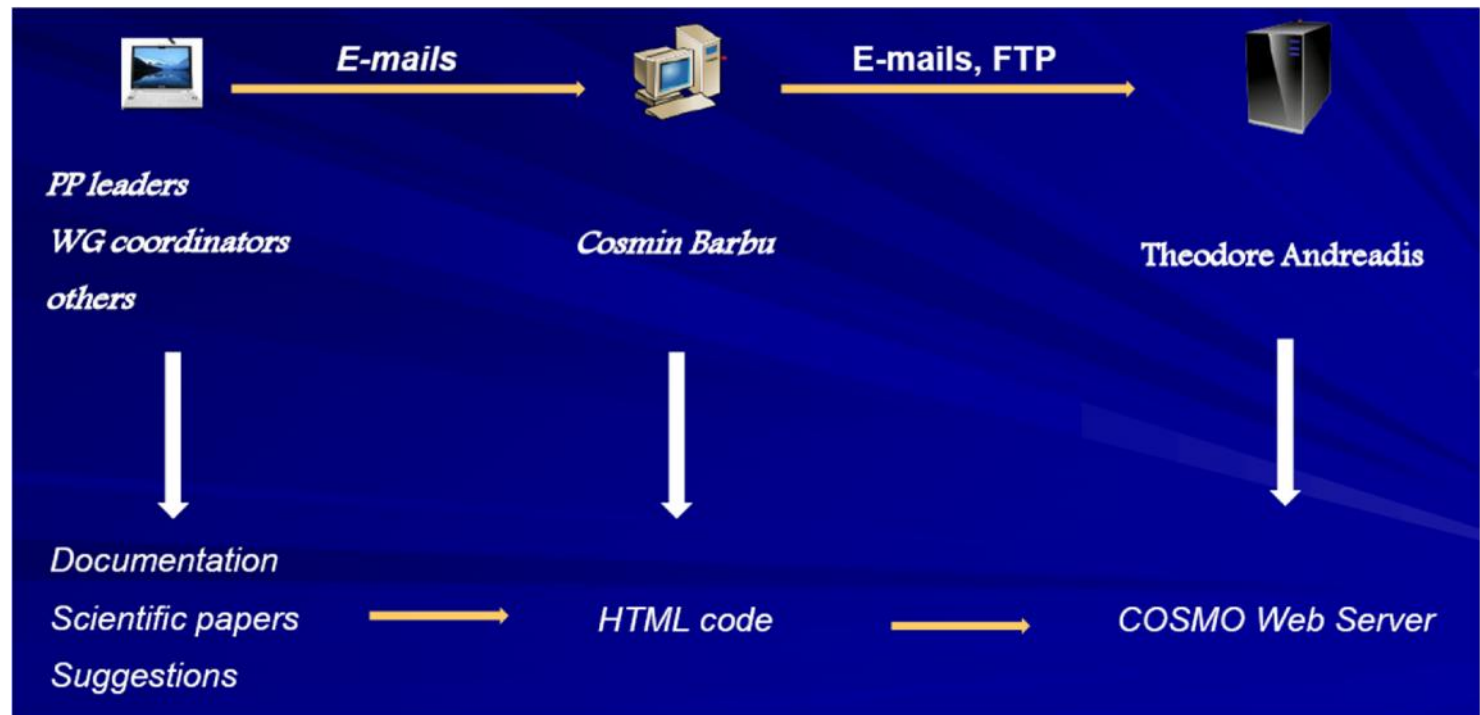 E-mails
E-mails, FTP
PP leaders
WG coordinators
others
Cosmin Barbu
Theodore Andreadis
Documentation
Scientific papers
Suggestions
HTML code
COSMO Web Server